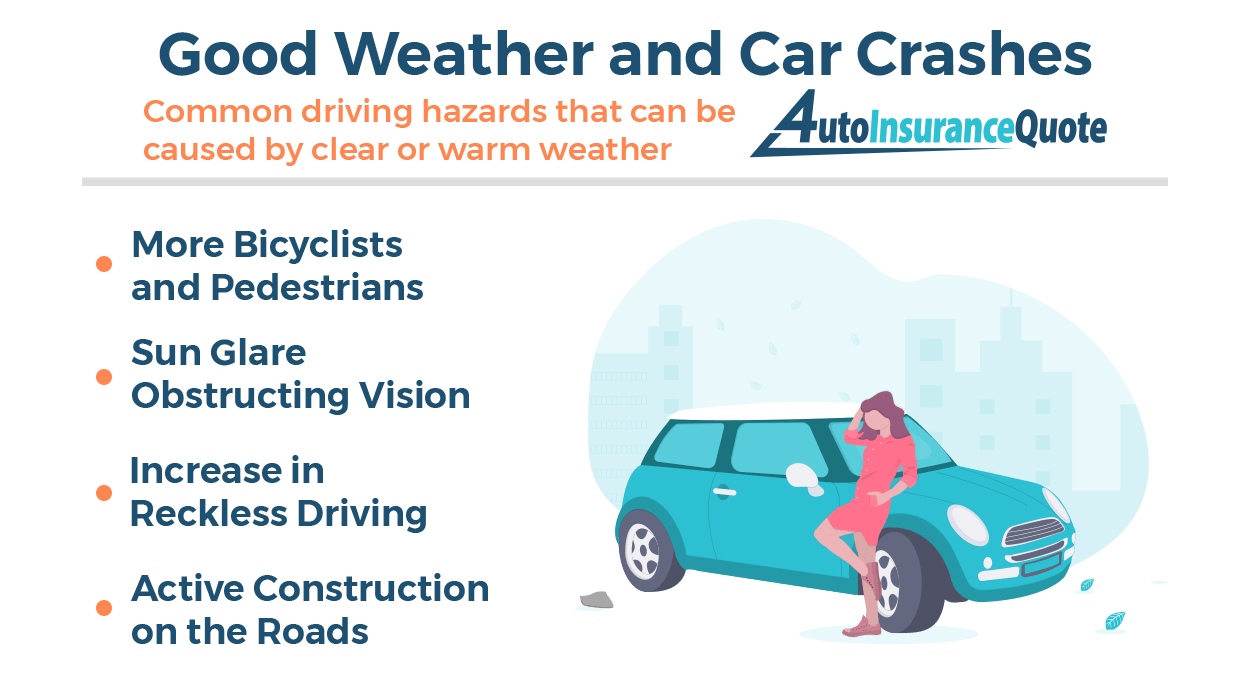 Good Weather and Car Crashes
Common driving hazards that can be
caused by clear or warm weather
AutoInsuranceQuote
More Bicyclists
and Pedestrians
Sun Glare
Obstructing Vision
Increase in
Reckless Driving
Active Construction
on the Roads